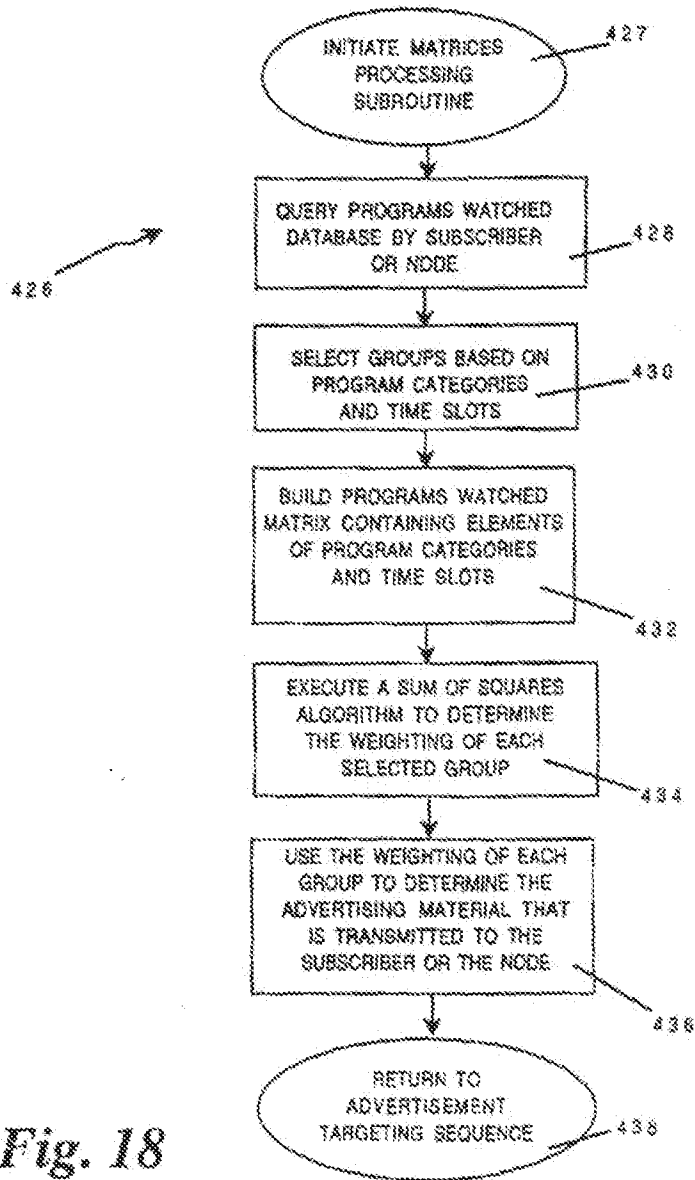 INITIATE MATRICES
PROCESSING
SUBROUTINE
427
QUERY PROGRAMS WATCHED
DATABASE BY SUBSCRIBER
OR NODE
428
426
SELECT GROUPS BASED ON
PROGRAM CATEGORIES
AND TIME SLOTS
430
BUILD PROGRAMS WATCHED
MATRIX CONTAINING ELEMENTS
OF PROGRAM CATEGORIES
AND TIME SLOTS
432
EXECUTE A SUM OF SQUARES
ALGORITHM TO DETERMINE
THE WEIGHTING OF EACH
SELECTED GROUP
434
USE THE WEIGHTING OF EACH
GROUP TO DETERMINE THE
ADVERTISING MATERIAL THAT
IS TRANSMITTED TO THE
SUBSCRIBER OR THE NODE
436
RETURN TO
ADVERTISEMENT
TARGETING SEQUENCE
438
Fig. 18